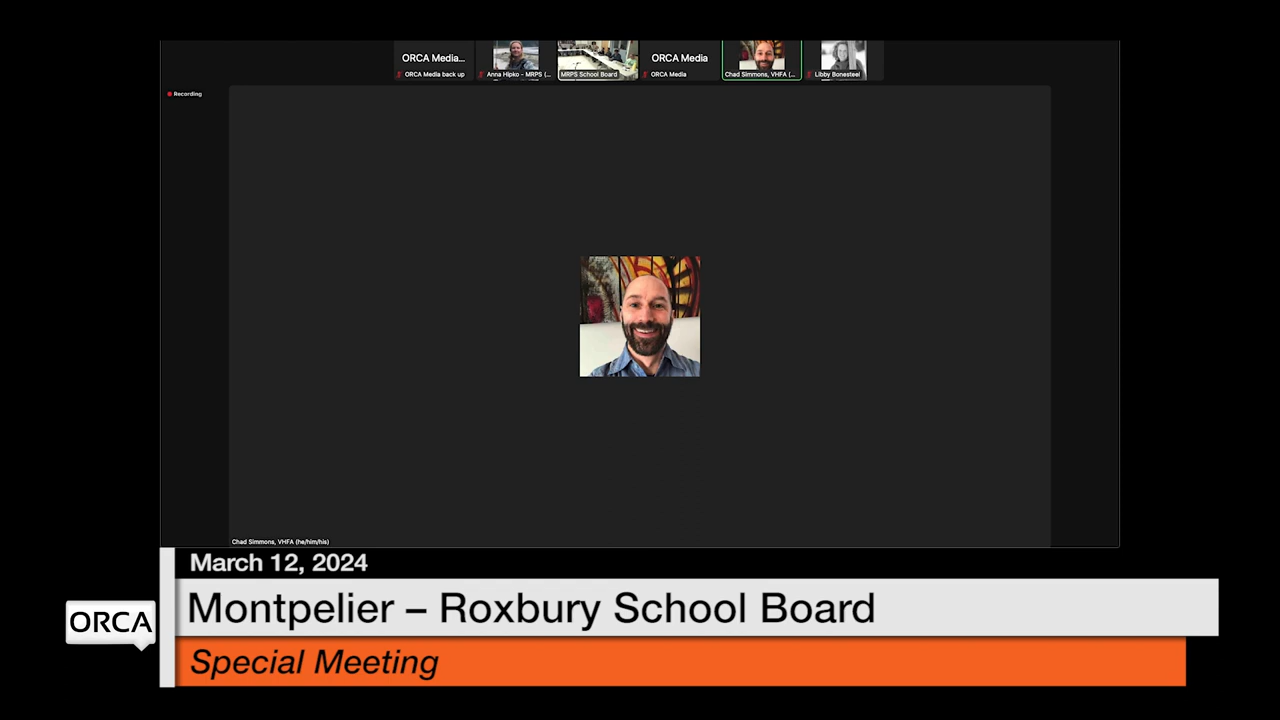 ORCA Media...
ORCA Media back up
Anna Hipko - MRPS (...
MRPS School Board
ORCA Media
ORCA Media
Chad Simmons, VHFA (...
Libby Bonesteel
Recording
Chad Simmons, VHFA (he/him/his)
March 12, 2024
Montpelier – Roxbury School Board
ORCA
Special Meeting